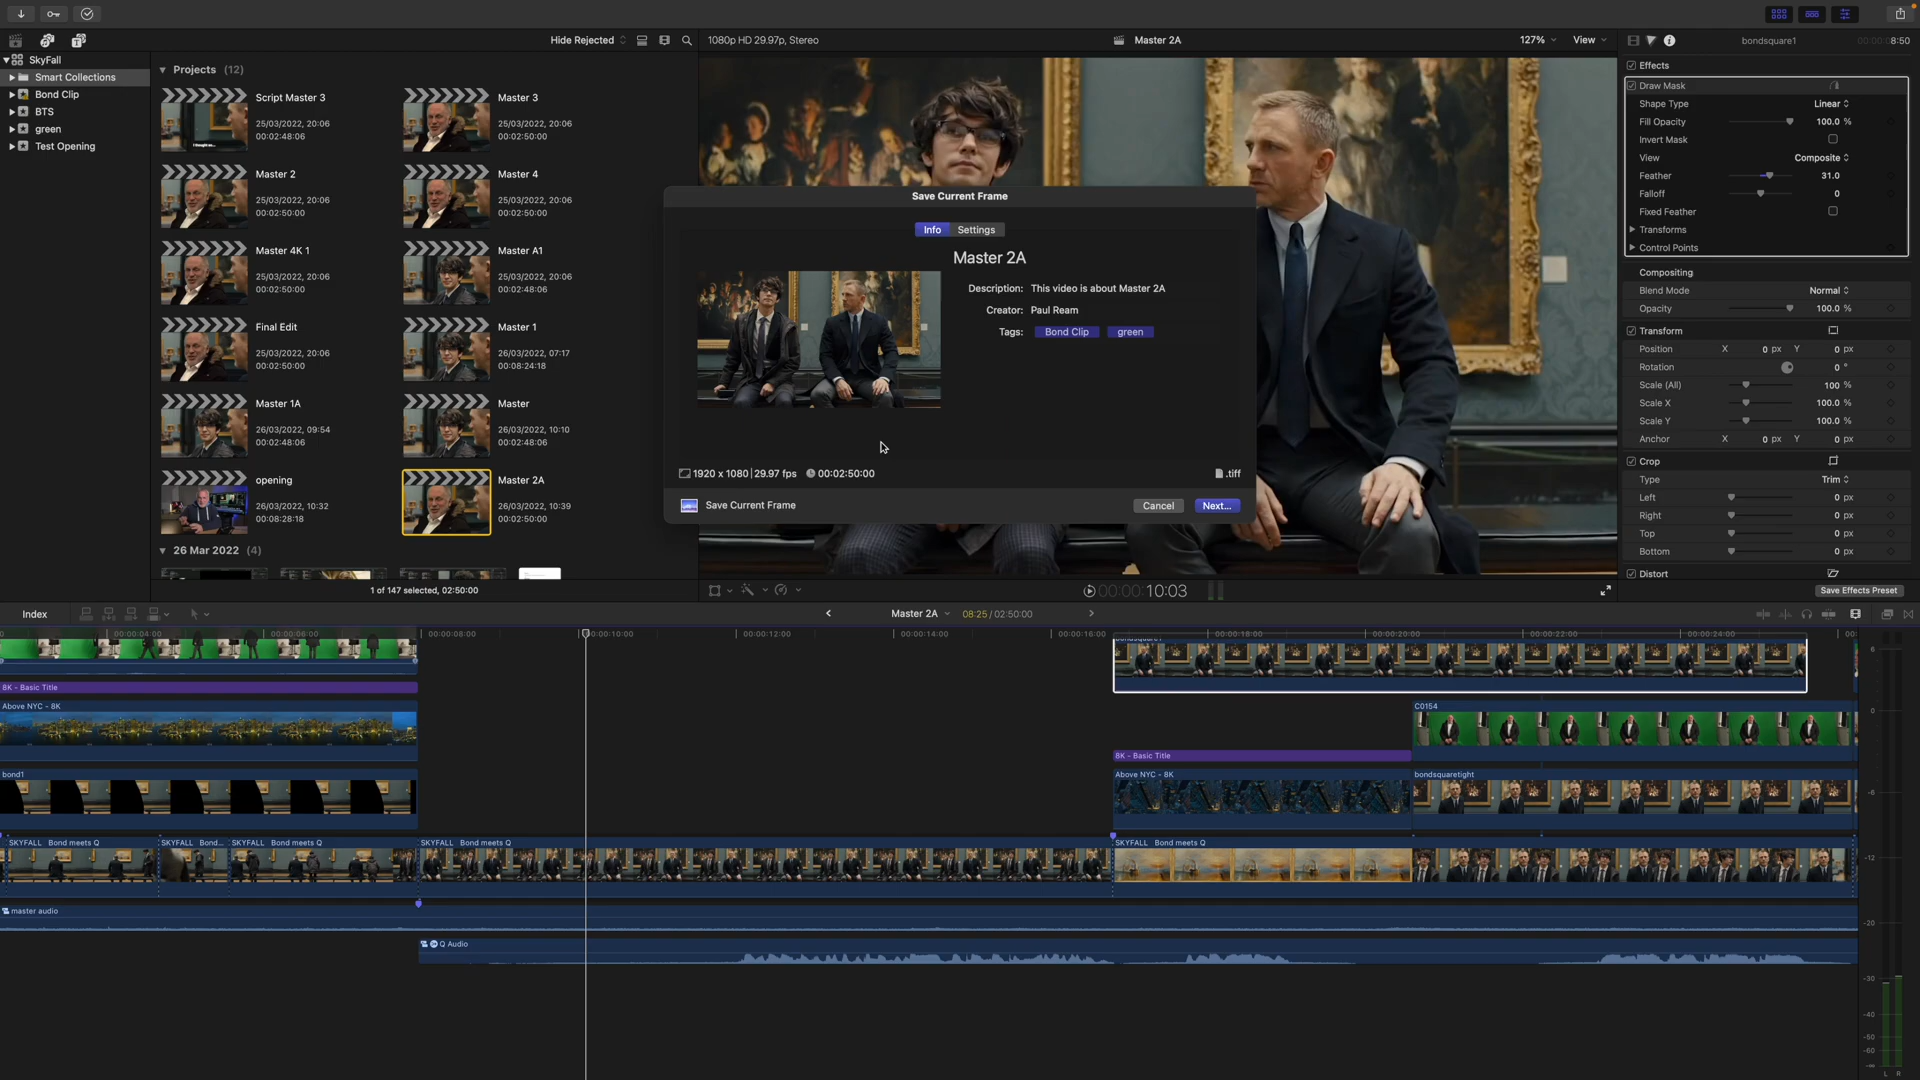 Hide Rejected
1080p HD 29.97p, Stereo
Master 2A
127%
View
bondsquare1
00:00:08:50
SkyFall
Smart Collections
Bond Clip
BTS
green
Test Opening
Projects (12)
Script Master 3
25/03/2022, 20:06
00:02:48:06
Master 3
25/03/2022, 20:06
00:02:50:00
Master 2
25/03/2022, 20:06
00:02:50:00
Master 4
25/03/2022, 20:06
00:02:50:00
Master 4K 1
25/03/2022, 20:06
00:02:50:00
Master A1
25/03/2022, 20:06
00:02:48:06
Final Edit
25/03/2022, 20:06
00:02:50:00
Master 1
26/03/2022, 07:17
00:08:24:18
Master 1A
26/03/2022, 09:54
00:02:48:06
Master
26/03/2022, 10:10
00:02:48:06
opening
26/03/2022, 10:32
00:08:28:18
Master 2A
26/03/2022, 10:39
00:02:50:00
26 Mar 2022 (4)
1 of 147 selected, 02:50:00
Save Current Frame
Info
Settings
Master 2A
Description: This video is about Master 2A
Creator: Paul Ream
Tags: Bond Clip green
1920 x 1080 | 29.97 fps
00:02:50:00
.tiff
Save Current Frame
Cancel
Next...
00:00:00:10:03
Effects
Draw Mask
Shape Type Linear
Fill Opacity 100.0 %
Invert Mask
View Composite
Feather 31.0
Falloff 0
Fixed Feather
Transforms
Control Points
Compositing
Blend Mode Normal
Opacity 100.0 %
Transform
Position X 0 px Y 0 px
Rotation 0 °
Scale (All) 100 %
Scale X 100.0 %
Scale Y 100.0 %
Anchor X 0 px Y 0 px
Crop
Type Trim
Left 0 px
Right 0 px
Top 0 px
Bottom 0 px
Distort
Save Effects Preset
Index
Master 2A
08:25 / 02:50:00
00:00:04:00
00:00:06:00
00:00:08:00
00:00:10:00
00:00:12:00
00:00:14:00
00:00:16:00
00:00:18:00
00:00:20:00
00:00:22:00
00:00:24:00
8K - Basic Title
Above NYC - 8K
bond1
C0154
8K - Basic Title
Above NYC - 8K
bondsquaretight
SKYFALL Bond meets Q
SKYFALL Bond...
SKYFALL Bond meets Q
SKYFALL Bond meets Q
SKYFALL Bond meets Q
master audio
Q Audio
6
0
-6
-12
-20
-30
-40
-50
-60
-∞
L R